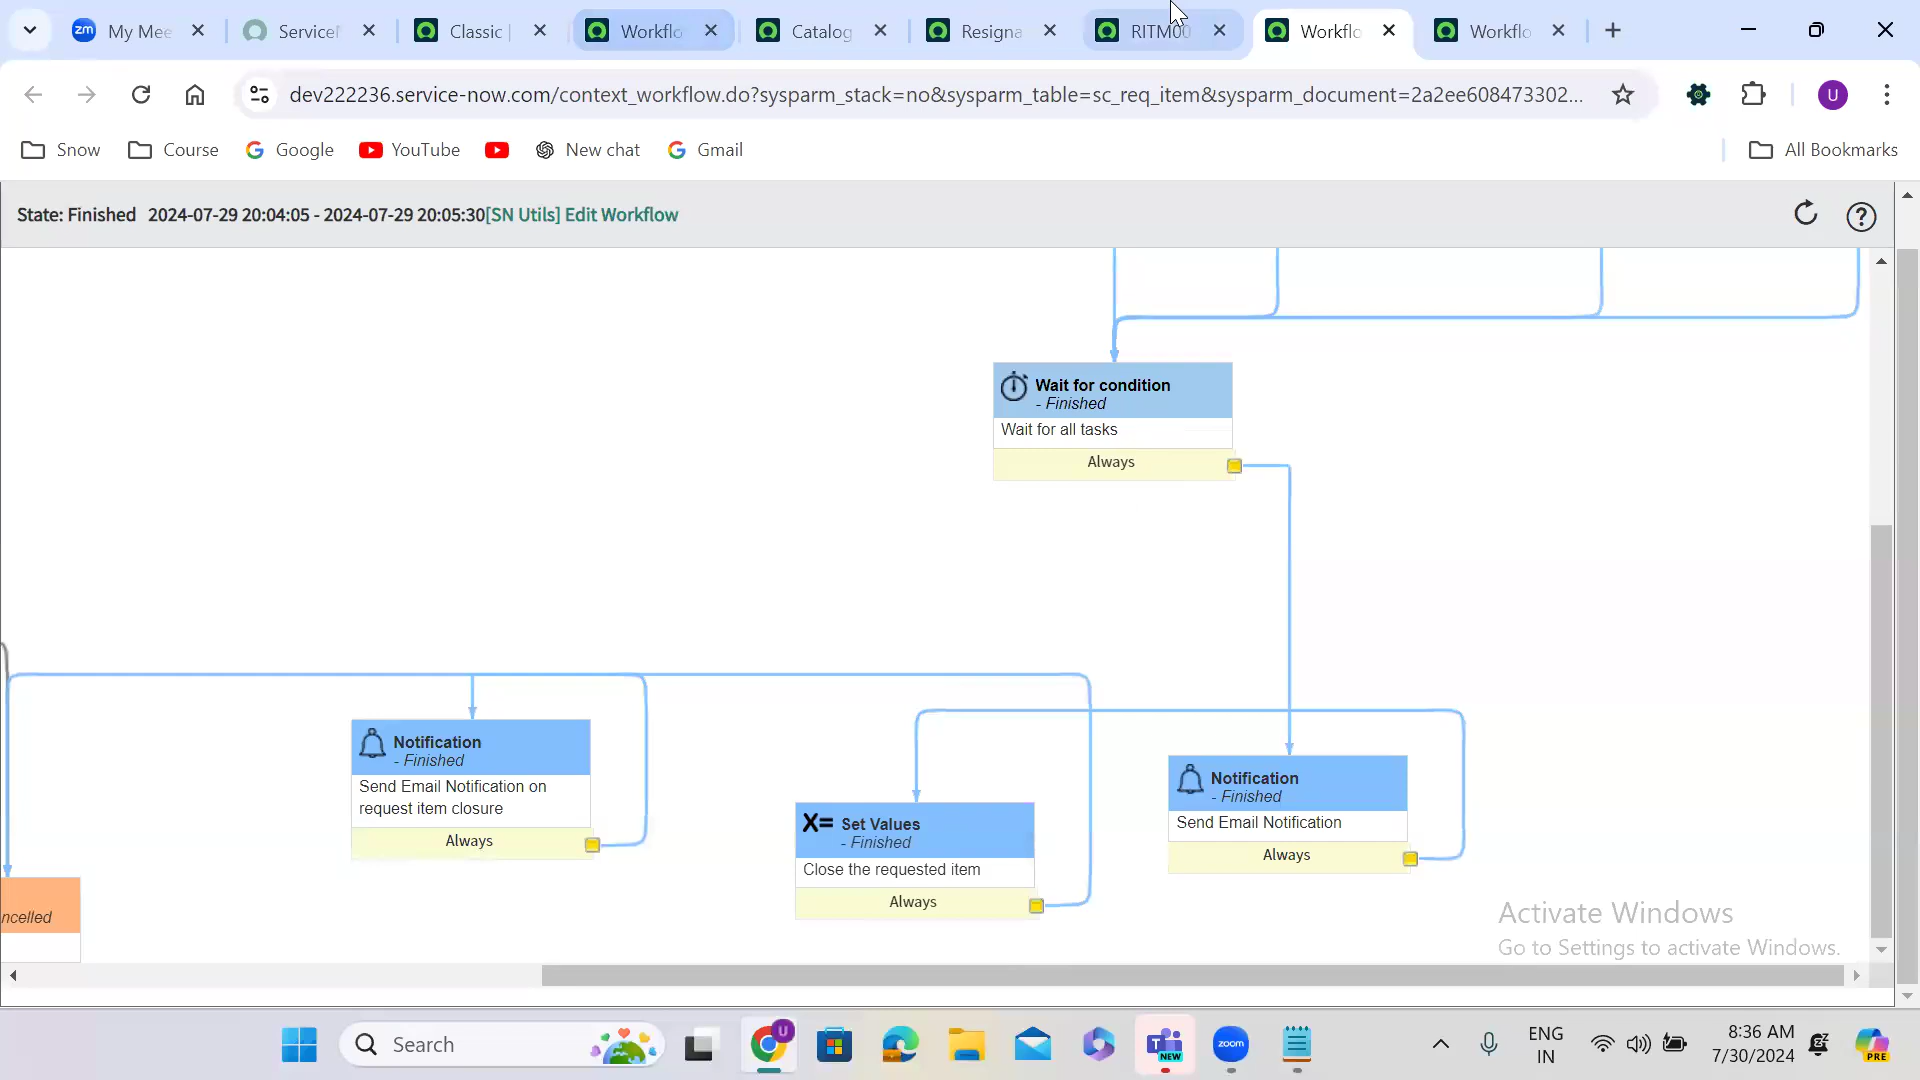 zm My Mee
Service
Classic |
Workflo
Catalog
Resigna
RITM00
Workflo
Workflo
dev222236.service-now.com/context_workflow.do?sysparm_stack=no&sysparm_table=sc_req_item&sysparm_document=2a2ee608473302...
U
Snow
Course
Google
YouTube
New chat
Gmail
All Bookmarks
State: Finished 2024-07-29 20:04:05 - 2024-07-29 20:05:30[SN Utils] Edit Workflow
Wait for condition
- Finished
Wait for all tasks
Always
Notification
- Finished
Send Email Notification on
request item closure
Always
X= Set Values
- Finished
Close the requested item
Always
Notification
- Finished
Send Email Notification
Always
ncelled
Activate Windows
Go to Settings to activate Windows.
Search
U
NEW
zoom
ENG
IN
8:36 AM
7/30/2024
PRE